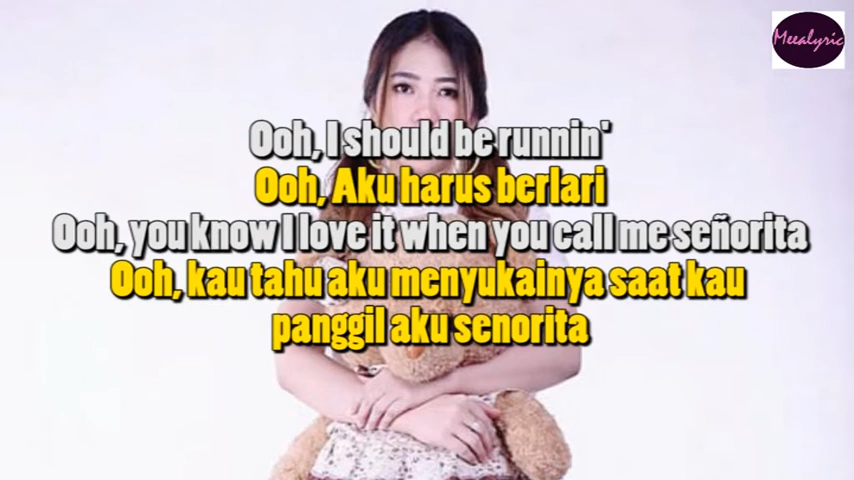 Meealyric
Ooh, I should be runnin'
Ooh, Aku harus berlari
Ooh, you know I love it when you call me señorita
Ooh, kau tahu aku menyukainya saat kau
panggil aku senorita